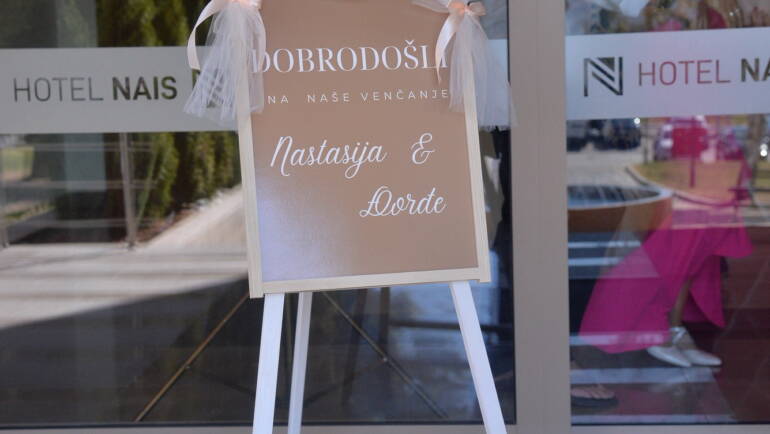 HOTEL NAIS N
DOBRODOŠLI
NA NAŠE VENČANJE
Nastasija &
Đorđe
N HOTEL NA